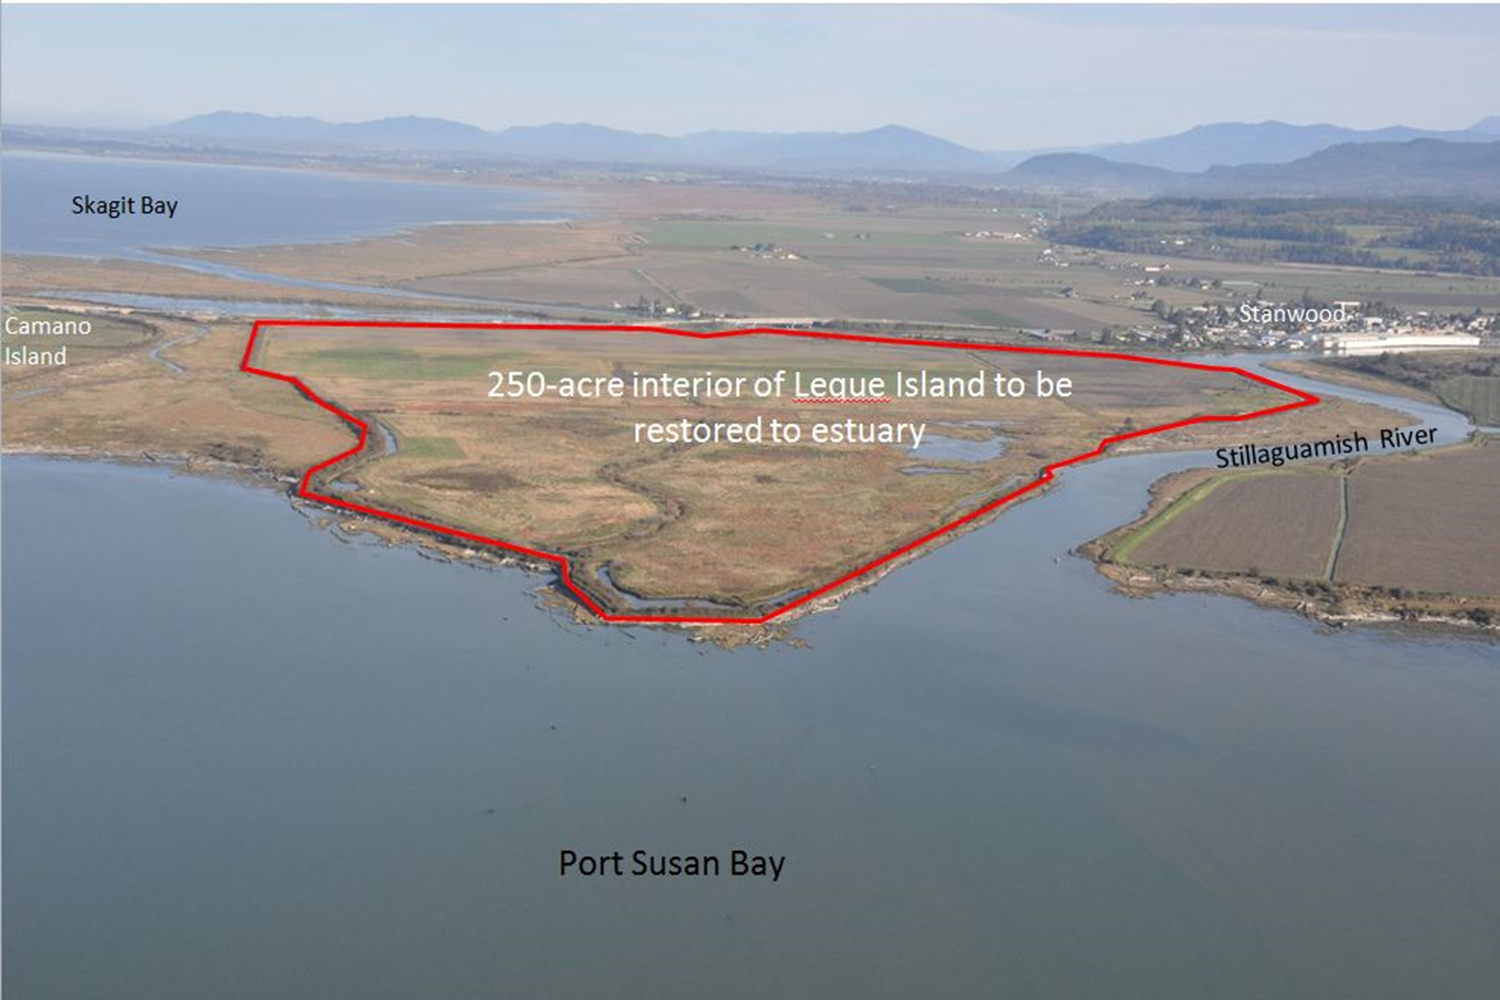 Skagit Bay
Camano
Island
Stanwood
250-acre interior of Leque Island to be
restored to estuary
Stillaguamish River
Port Susan Bay